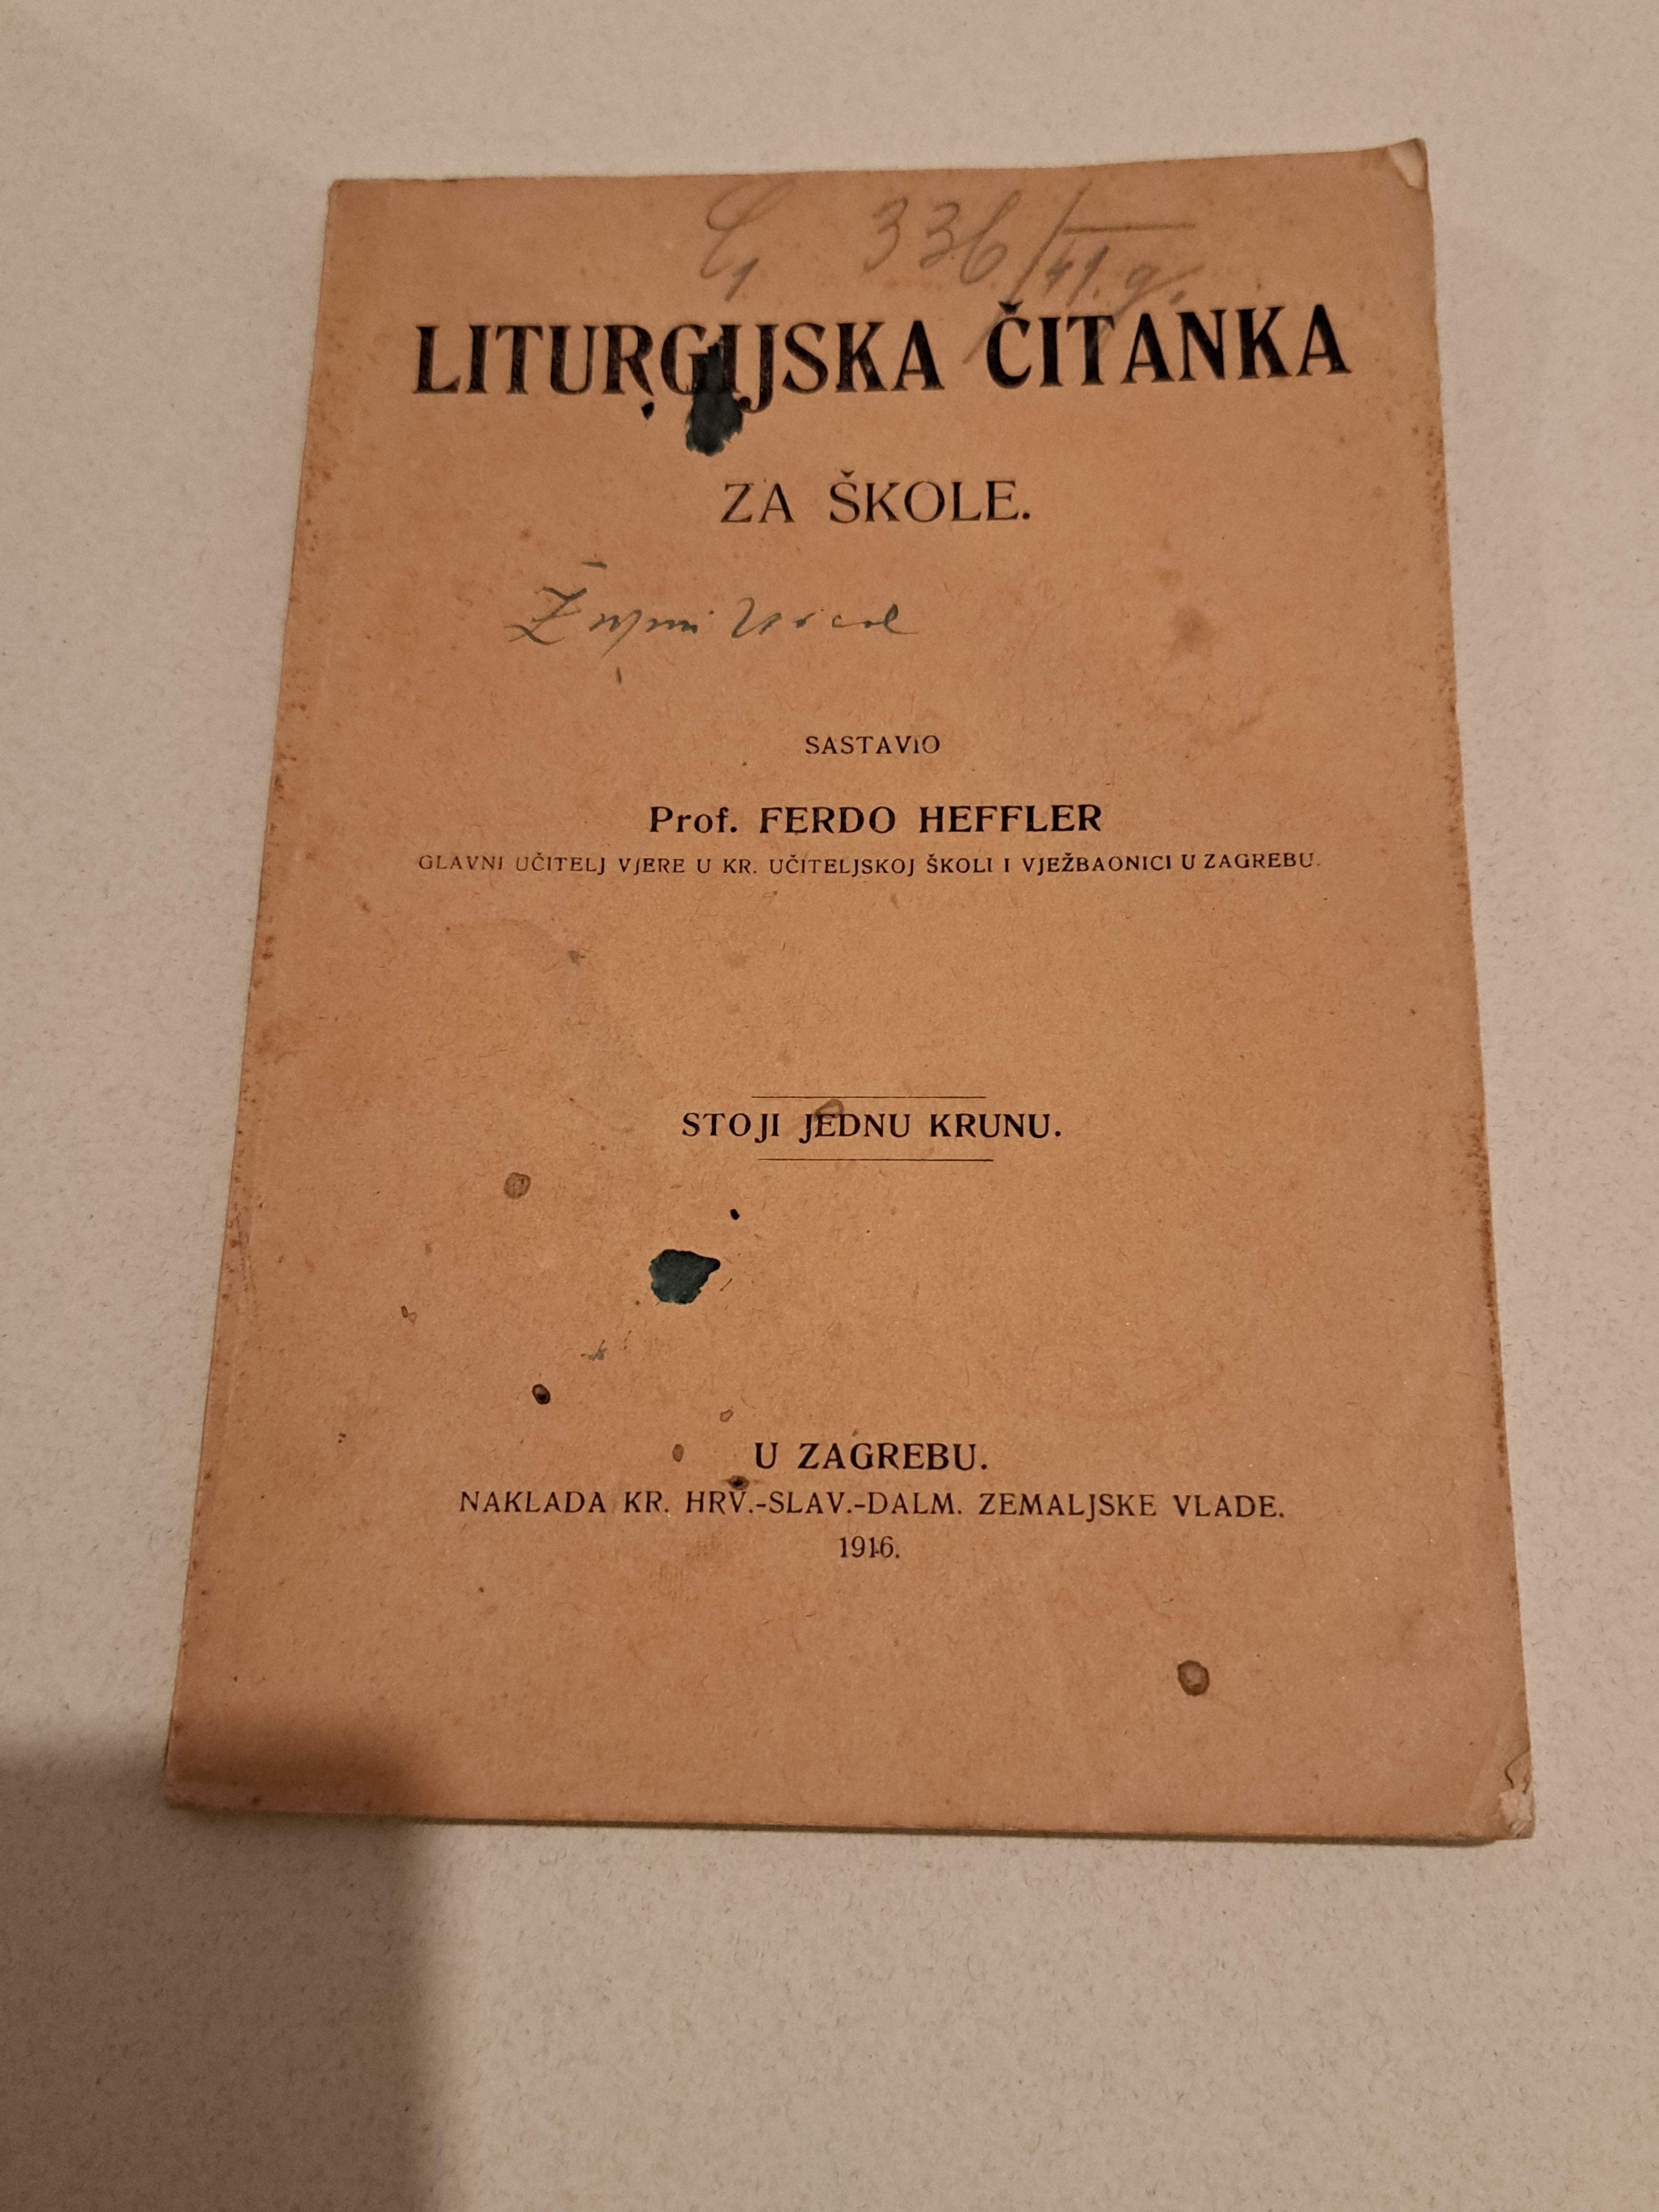 336/
LITURGIJSKA ČITANKA
ZA ŠKOLE.
SASTAVIO
Prof. FERDO HEFFLER
GLAVNI UČITELJ VJERE U KR. UČITELJSKOJ ŠKOLI I VJEŽBAONICI U ZAGREBU.
STOJI JEDNU KRUNU.
U ZAGREBU.
NAKLADA KR. HRV.-SLAV.-DALM. ZEMALJSKE VLADE.
1916.